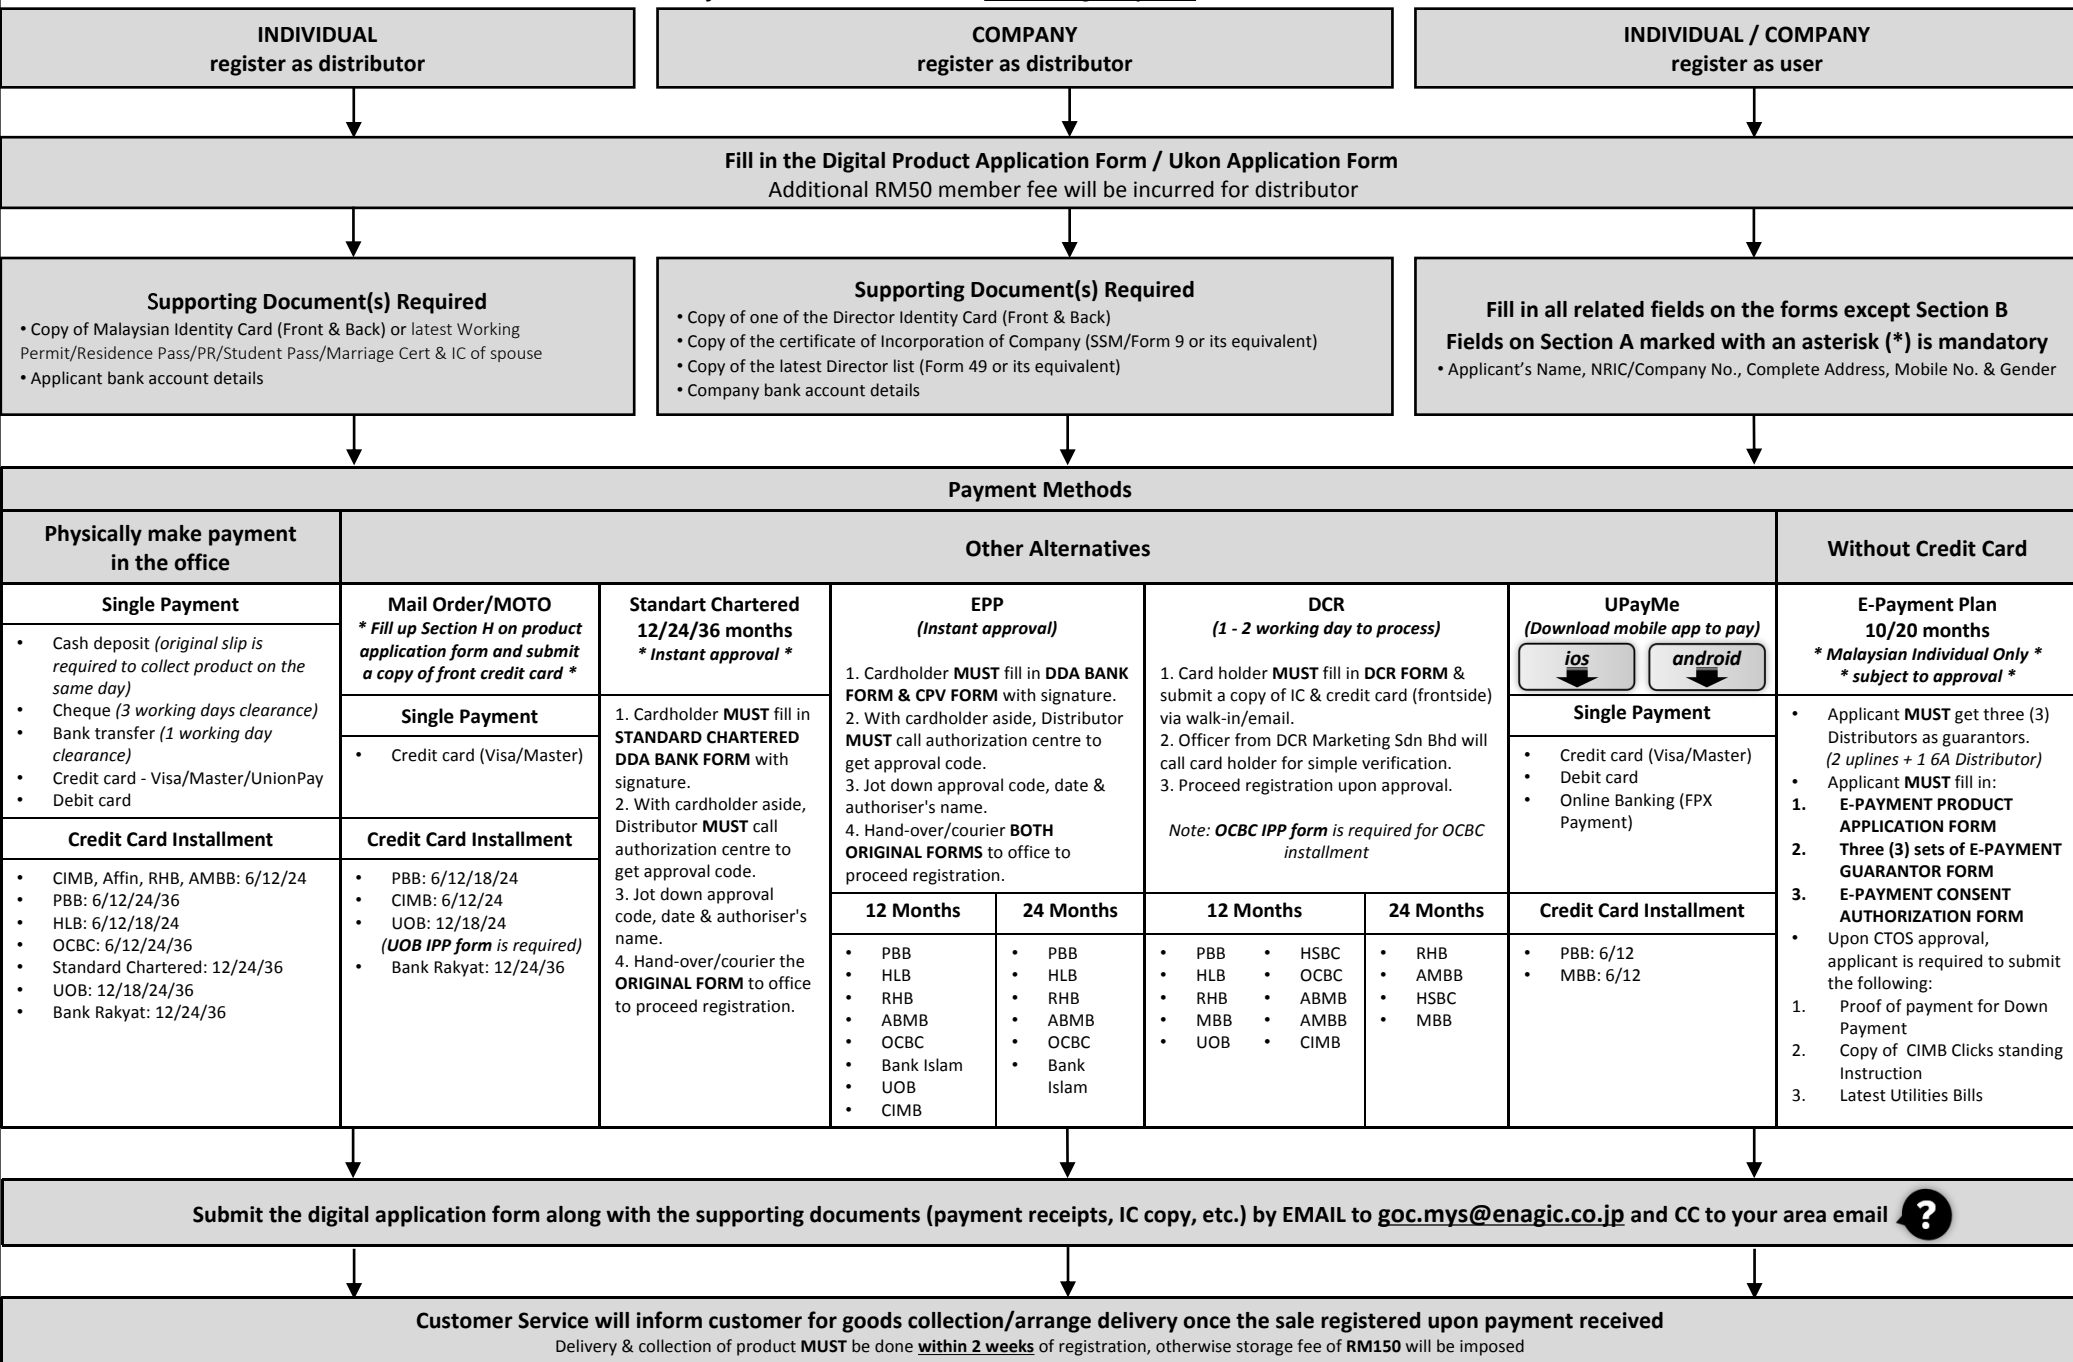 INDIVIDUAL
register as distributor
COMPANY
register as distributor
INDIVIDUAL / COMPANY
register as user
Fill in the Digital Product Application Form / Ukon Application Form
Additional RM50 member fee will be incurred for distributor
Supporting Document(s) Required
• Copy of Malaysian Identity Card (Front & Back) or latest Working
Permit/Residence Pass/PR/Student Pass/Marriage Cert & IC of spouse
• Applicant bank account details
Supporting Document(s) Required
• Copy of one of the Director Identity Card (Front & Back)
• Copy of the certificate of Incorporation of Company (SSM/Form 9 or its equivalent)
• Copy of the latest Director list (Form 49 or its equivalent)
• Company bank account details
Fill in all related fields on the forms except Section B
Fields on Section A marked with an asterisk (*) is mandatory
• Applicant's Name, NRIC/Company No., Complete Address, Mobile No. & Gender
Payment Methods
Physically make payment
in the office
Other Alternatives
Without Credit Card
Single Payment
• Cash deposit (original slip is
required to collect product on the
same day)
• Cheque (3 working days clearance)
• Bank transfer (1 working day
clearance)
• Credit card - Visa/Master/UnionPay
• Debit card
Credit Card Installment
• CIMB, Affin, RHB, AMBB: 6/12/24
• PBB: 6/12/24/36
• HLB: 6/12/18/24
• OCBC: 6/12/24/36
• Standard Chartered: 12/24/36
• UOB: 12/18/24/36
• Bank Rakyat: 12/24/36
Mail Order/MOTO
* Fill up Section H on product
application form and submit
a copy of front credit card *
Single Payment
• Credit card (Visa/Master)
Credit Card Installment
• PBB: 6/12/18/24
• CIMB: 6/12/24
• UOB: 12/18/24
(UOB IPP form is required)
• Bank Rakyat: 12/24/36
Standart Chartered
12/24/36 months
* Instant approval *
1. Cardholder MUST fill in
STANDARD CHARTERED
DDA BANK FORM with
signature.
2. With cardholder aside,
Distributor MUST call
authorization centre to
get approval code.
3. Jot down approval
code, date & authoriser's
name.
4. Hand-over/courier the
ORIGINAL FORM to office
to proceed registration.
EPP
(Instant approval)
1. Cardholder MUST fill in DDA BANK
FORM & CPV FORM with signature.
2. With cardholder aside, Distributor
MUST call authorization centre to
get approval code.
3. Jot down approval code, date &
authoriser's name.
4. Hand-over/courier BOTH
ORIGINAL FORMS to office to
proceed registration.
12 Months
• PBB
• HLB
• RHB
• ABMB
• OCBC
• Bank Islam
• UOB
• CIMB
24 Months
• PBB
• HLB
• RHB
• ABMB
• OCBC
• Bank
Islam
DCR
(1 - 2 working day to process)
1. Card holder MUST fill in DCR FORM &
submit a copy of IC & credit card (frontside)
via walk-in/email.
2. Officer from DCR Marketing Sdn Bhd will
call card holder for simple verification.
3. Proceed registration upon approval.
Note: OCBC IPP form is required for OCBC
installment
12 Months
• PBB • HSBC
• HLB • OCBC
• RHB • ABMB
• MBB • AMBB
• UOB • CIMB
24 Months
• RHB
• AMBB
• HSBC
• MBB
UPayMe
(Download mobile app to pay)
ios android
Single Payment
• Credit card (Visa/Master)
• Debit card
• Online Banking (FPX
Payment)
Credit Card Installment
• PBB: 6/12
• MBB: 6/12
E-Payment Plan
10/20 months
* Malaysian Individual Only *
* subject to approval *
• Applicant MUST get three (3)
Distributors as guarantors.
(2 uplines + 1 6A Distributor)
• Applicant MUST fill in:
1. E-PAYMENT PRODUCT
APPLICATION FORM
2. Three (3) sets of E-PAYMENT
GUARANTOR FORM
3. E-PAYMENT CONSENT
AUTHORIZATION FORM
• Upon CTOS approval,
applicant is required to submit
the following:
1. Proof of payment for Down
Payment
2. Copy of CIMB Clicks standing
Instruction
3. Latest Utilities Bills
Submit the digital application form along with the supporting documents (payment receipts, IC copy, etc.) by EMAIL to goc.mys@enagic.co.jp and CC to your area email ?
Customer Service will inform customer for goods collection/arrange delivery once the sale registered upon payment received
Delivery & collection of product MUST be done within 2 weeks of registration, otherwise storage fee of RM150 will be imposed